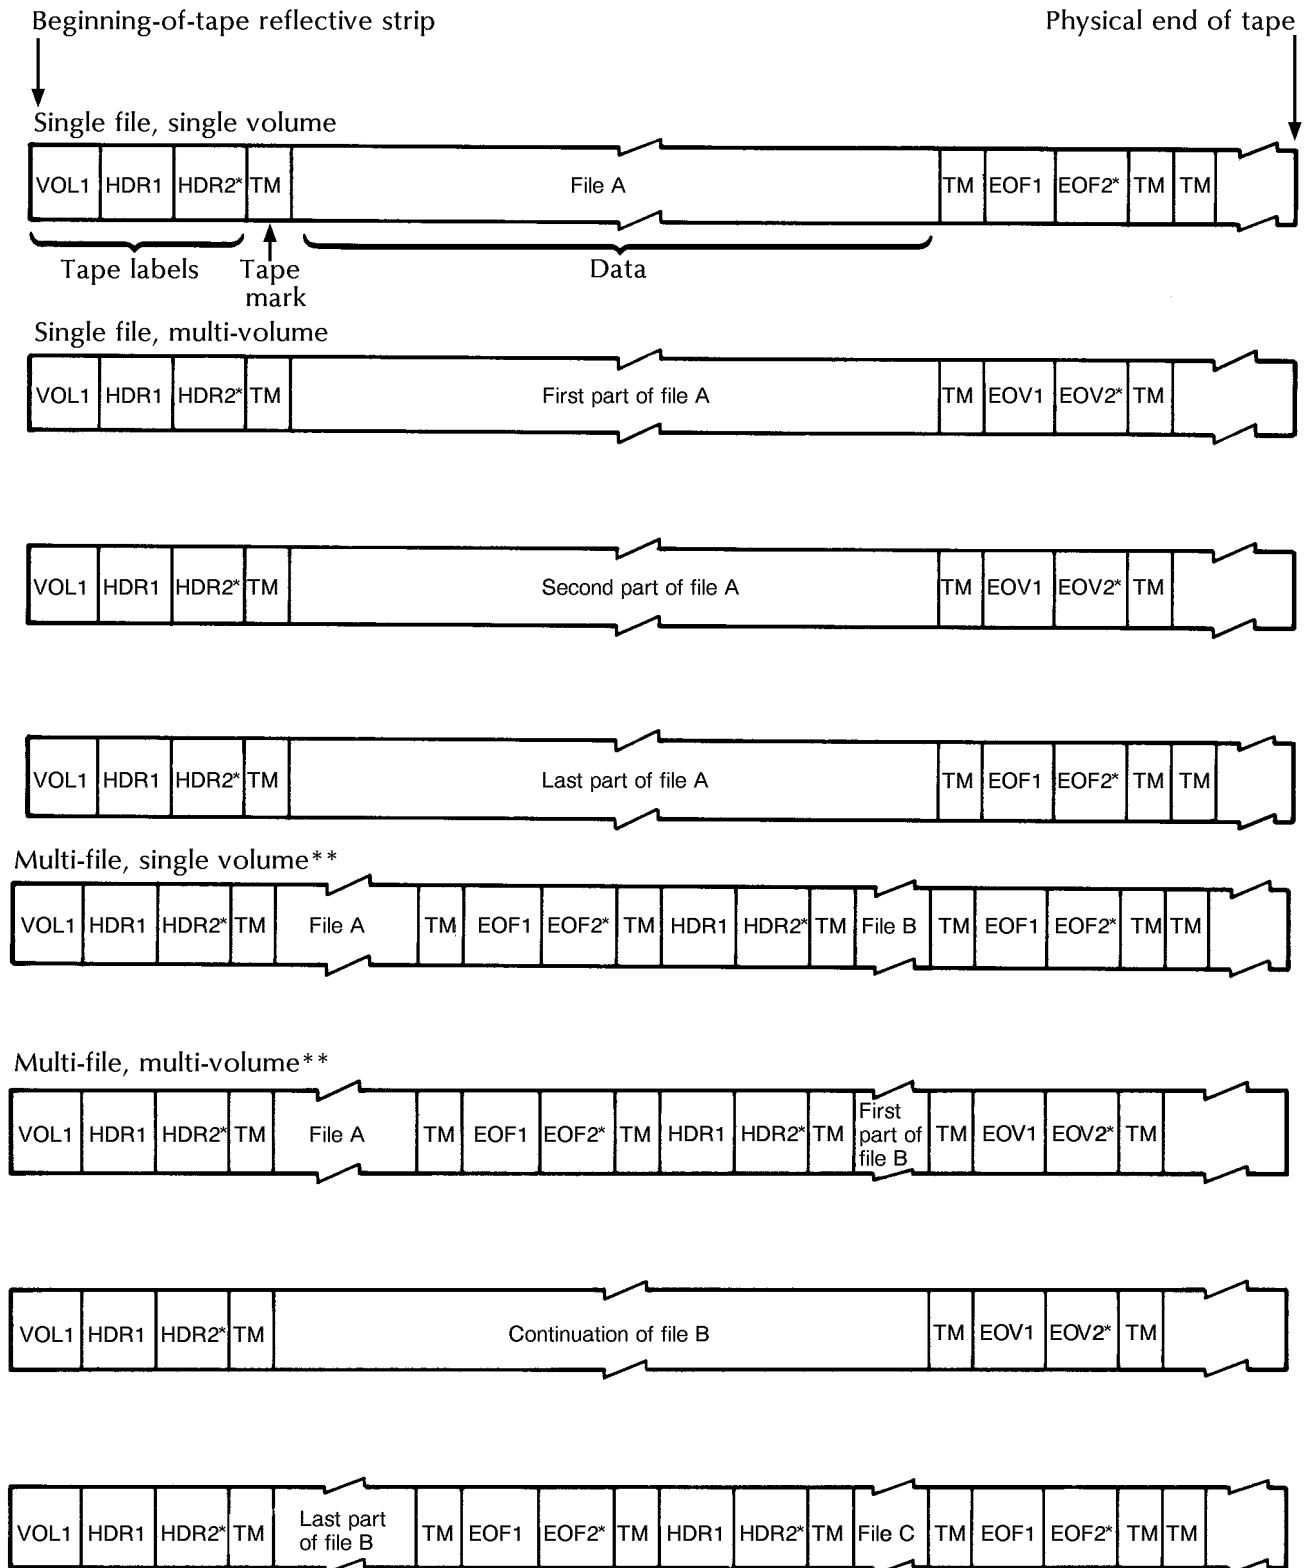 Beginning-of-tape reflective strip Physical end of tape
Single file, single volume
VOL1 HDR1 HDR2* TM File A TM EOF1 EOF2* TM TM
Tape labels Tape Data
mark
Single file, multi-volume
VOL1 HDR1 HDR2* TM First part of file A TM EOV1 EOV2* TM
VOL1 HDR1 HDR2* TM Second part of file A TM EOV1 EOV2* TM
VOL1 HDR1 HDR2* TM Last part of file A TM EOF1 EOF2* TM TM
Multi-file, single volume**
VOL1 HDR1 HDR2* TM File A TM EOF1 EOF2* TM HDR1 HDR2* TM File B TM EOF1 EOF2* TM TM
Multi-file, multi-volume**
VOL1 HDR1 HDR2* TM File A TM EOF1 EOF2* TM HDR1 HDR2* TM First part of file B TM EOV1 EOV2* TM
VOL1 HDR1 HDR2* TM Continuation of file B TM EOV1 EOV2* TM
VOL1 HDR1 HDR2* TM Last part of file B TM EOF1 EOF2* TM HDR1 HDR2* TM File C TM EOF1 EOF2* TM TM